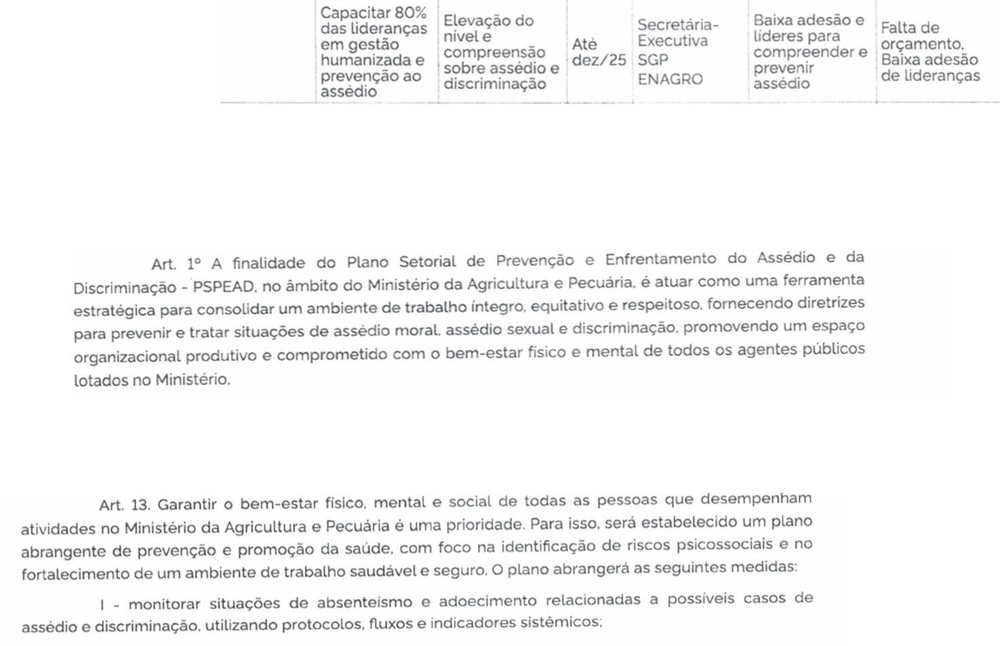 Capacitar 80%
das lideranças
em gestão
humanizada e
prevenção ao
assédio
Elevação do
nível e
compreensão
sobre assédio e
discriminação
Até
dez/25
Secretária-
Executiva
SGP
ENAGRO
Baixa adesão e
líderes para
compreender e
prevenir
assédio
Falta de
orçamento,
Baixa adesão
de lideranças
Art. 1º A finalidade do Plano Setorial de Prevenção e Enfrentamento do Assédio e da
Discriminação - PSPEAD, no âmbito do Ministério da Agricultura e Pecuária, é atuar como uma ferramenta
estratégica para consolidar um ambiente de trabalho íntegro, equitativo e respeitoso, fornecendo diretrizes
para prevenir e tratar situações de assédio moral, assédio sexual e discriminação, promovendo um espaço
organizacional produtivo e comprometido com o bem-estar físico e mental de todos os agentes públicos
lotados no Ministério.
Art. 13. Garantir o bem-estar físico, mental e social de todas as pessoas que desempenham
atividades no Ministério da Agricultura e Pecuária é uma prioridade. Para isso, será estabelecido um plano
abrangente de prevenção e promoção da saúde, com foco na identificação de riscos psicossociais e no
fortalecimento de um ambiente de trabalho saudável e seguro. O plano abrangerá as seguintes medidas:
I - monitorar situações de absenteísmo e adoecimento relacionadas a possíveis casos de
assédio e discriminação, utilizando protocolos, fluxos e indicadores sistêmicos;